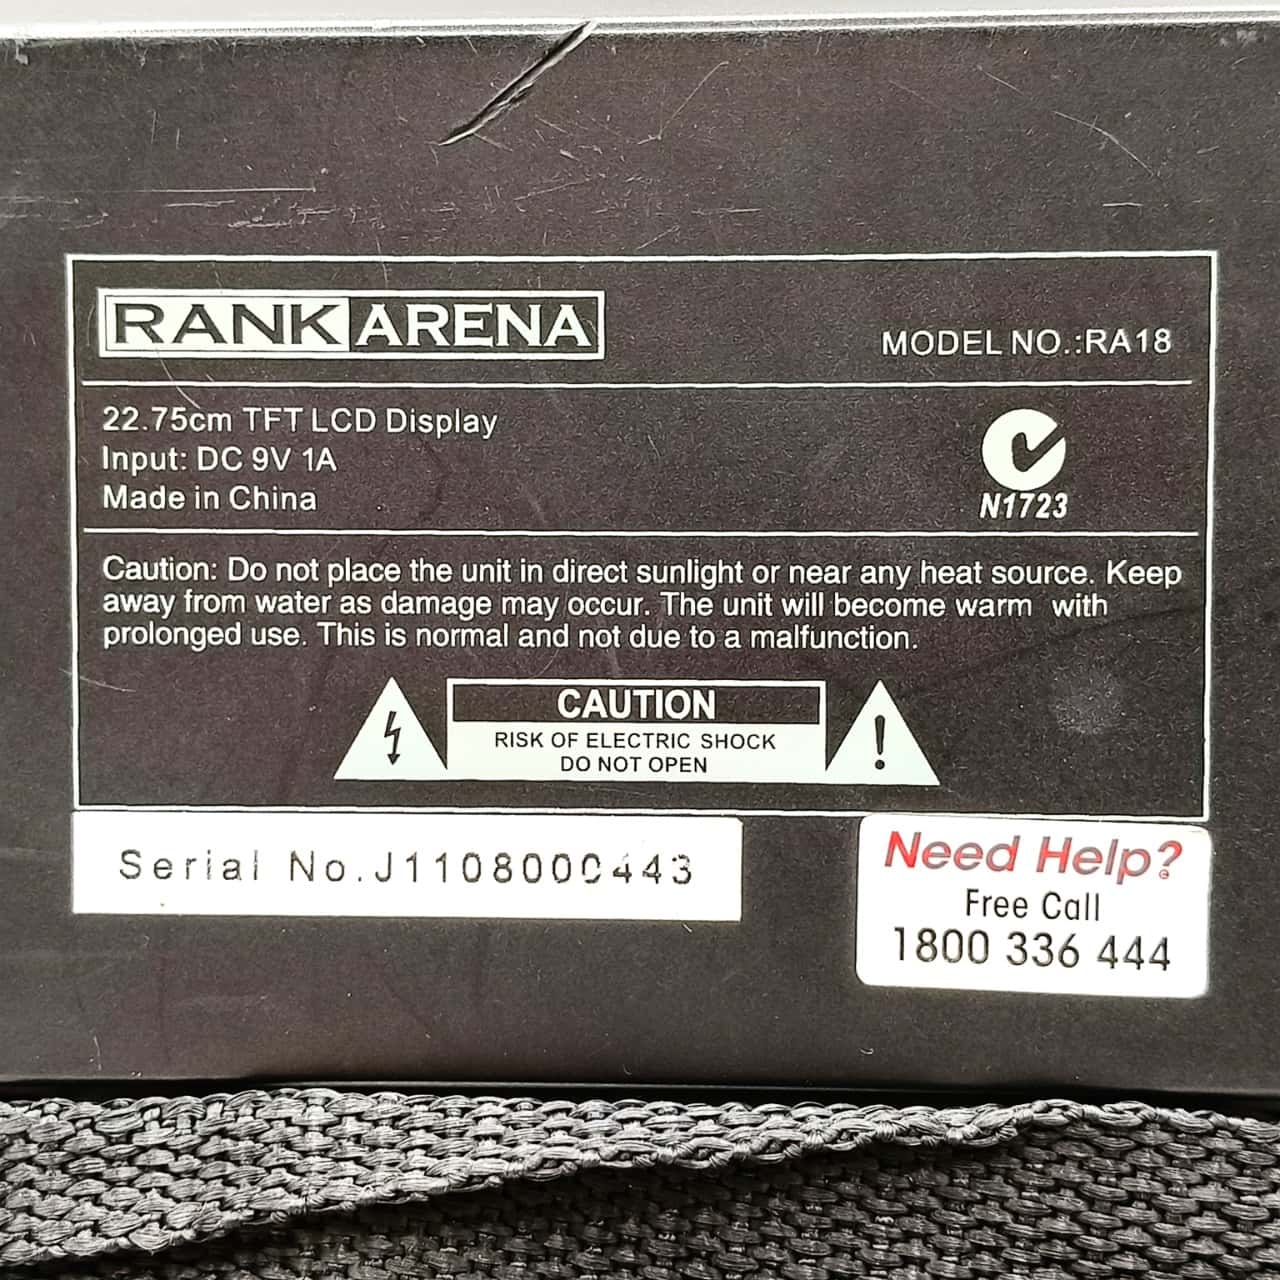 RANK ARENA
MODEL NO.:RA18
22.75cm TFT LCD Display
Input: DC 9V 1A
Made in China
N1723
Caution: Do not place the unit in direct sunlight or near any heat source. Keep
away from water as damage may occur. The unit will become warm with
prolonged use. This is normal and not due to a malfunction.
CAUTION
RISK OF ELECTRIC SHOCK
DO NOT OPEN
Serial No.J1108000443
Need Help?
Free Call
1800 336 444